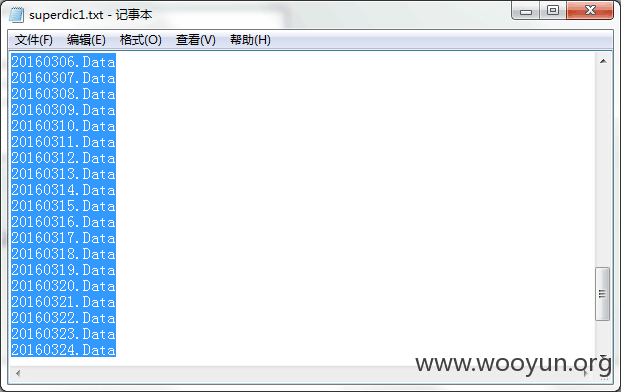 superdic1.txt - 记事本
文件(F) 编辑(E) 格式(O) 查看(V) 帮助(H)
20160306.Data
20160307.Data
20160308.Data
20160309.Data
20160310.Data
20160311.Data
20160312.Data
20160313.Data
20160314.Data
20160315.Data
20160316.Data
20160317.Data
20160318.Data
20160319.Data
20160320.Data
20160321.Data
20160322.Data
20160323.Data
20160324.Data
www.wooyun.org